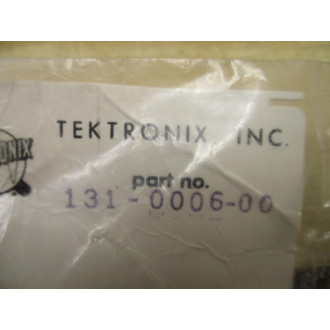 TEKTRONIX, INC.
part no.
131-0006-00